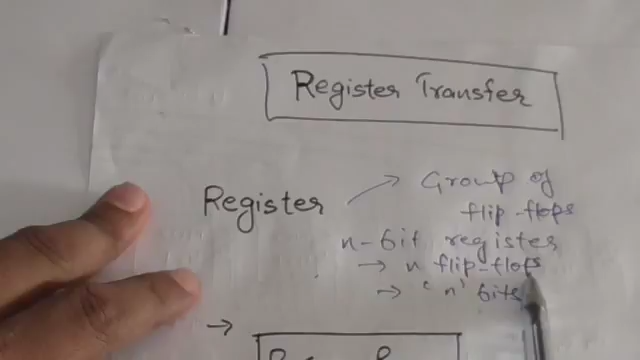 Register Transfer
Register → Group of
flip-flops
n-bit register
→ n flip-flops
→ 'n' bits
→